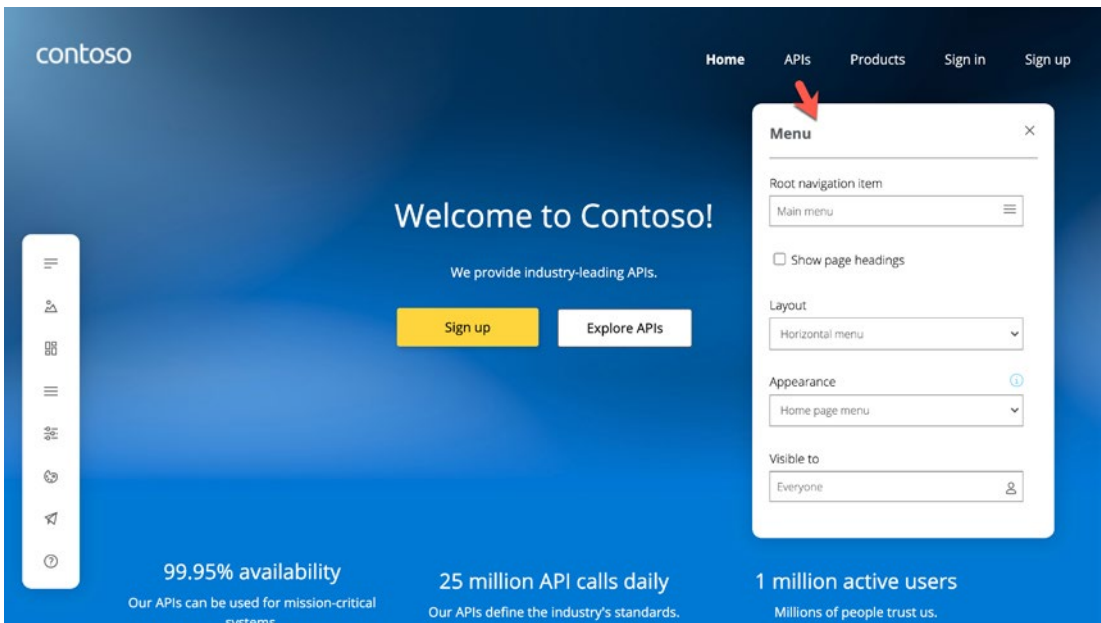 contoso
Home APIs Products Sign in Sign up
Menu
Root navigation item
Main menu
Show page headings
Layout
Horizontal menu
Appearance
Home page menu
Visible to
Everyone
Welcome to Contoso!
We provide industry-leading APIs.
Sign up Explore APIs
99.95% availability
Our APIs can be used for mission-critical
systems.
25 million API calls daily
Our APIs define the industry's standards.
1 million active users
Millions of people trust us.